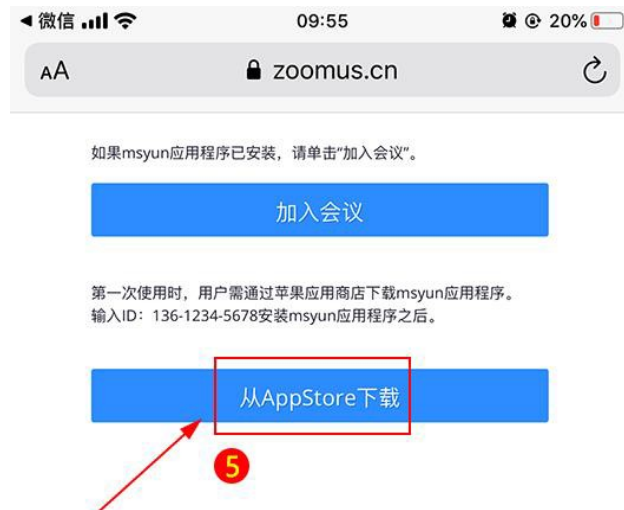 微信 09:55 20%
AA zoomus.cn
如果msyun应用程序已安装，请单击“加入会议”。
加入会议
第一次使用时，用户需通过苹果应用商店下载msyun应用程序。
输入ID：136-1234-5678安装msyun应用程序之后。
从AppStore下载
5